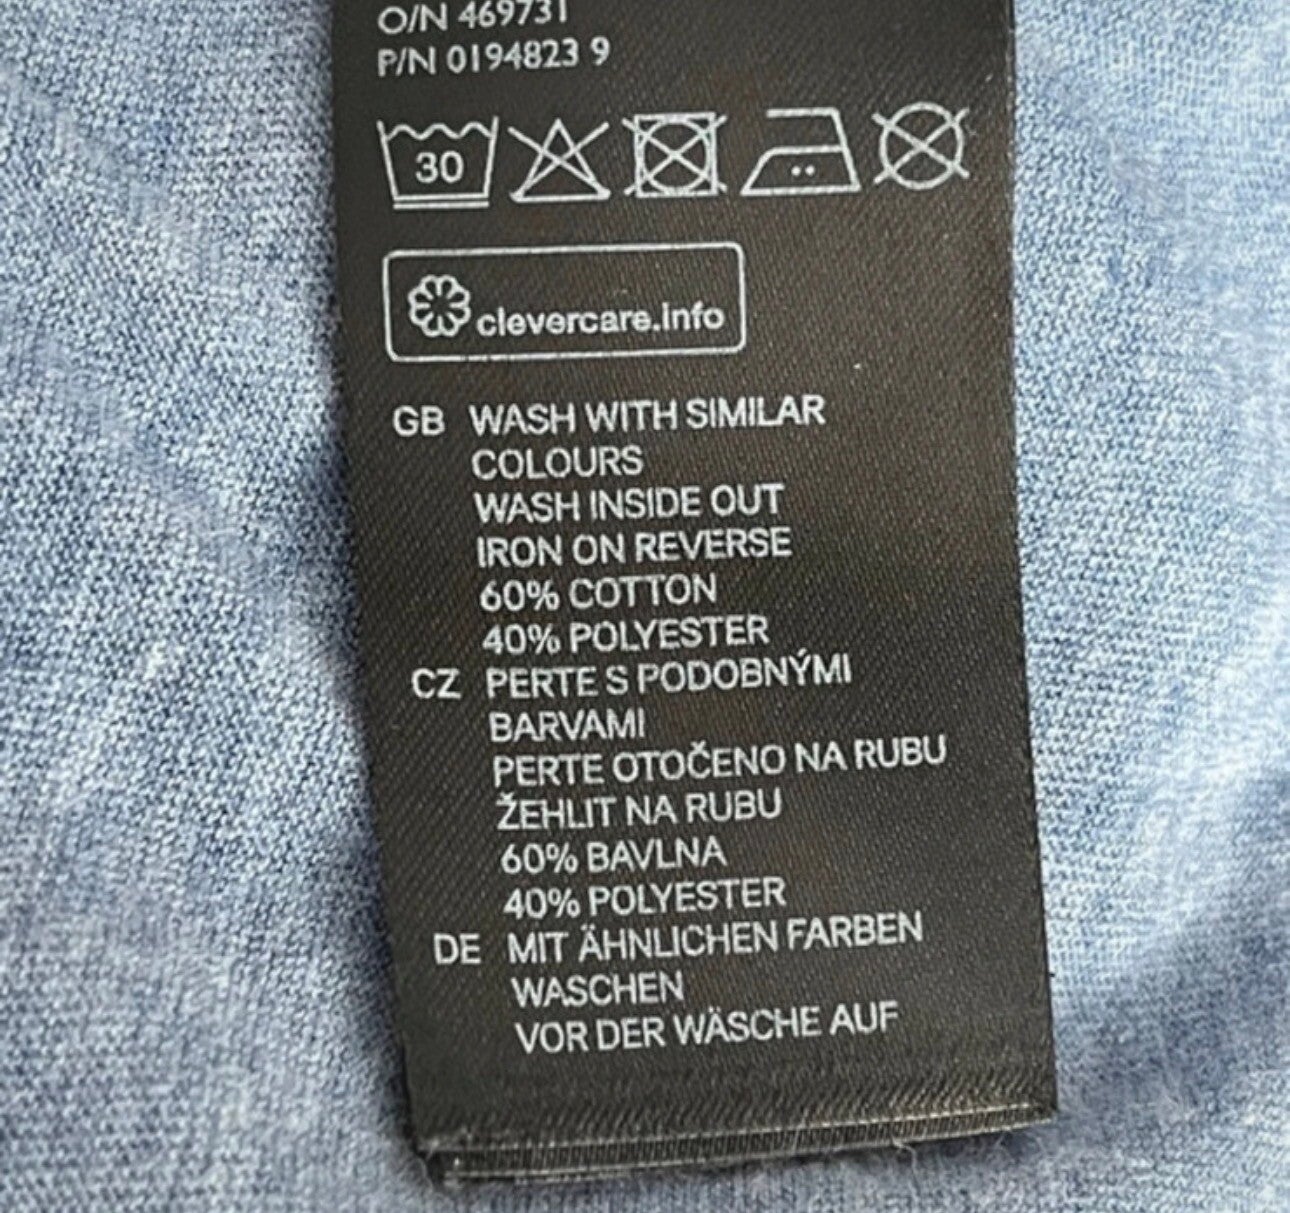 O/N 469731
P/N 0194823 9
30
clevercare.info
GB WASH WITH SIMILAR
COLOURS
WASH INSIDE OUT
IRON ON REVERSE
60% COTTON
40% POLYESTER
CZ PERTE S PODOBNÝMI
BARVAMI
PERTE OTOČENO NA RUBU
ŽEHLIT NA RUBU
60% BAVLNA
40% POLYESTER
DE MIT ÄHNLICHEN FARBEN
WASCHEN
VOR DER WÄSCHE AUF